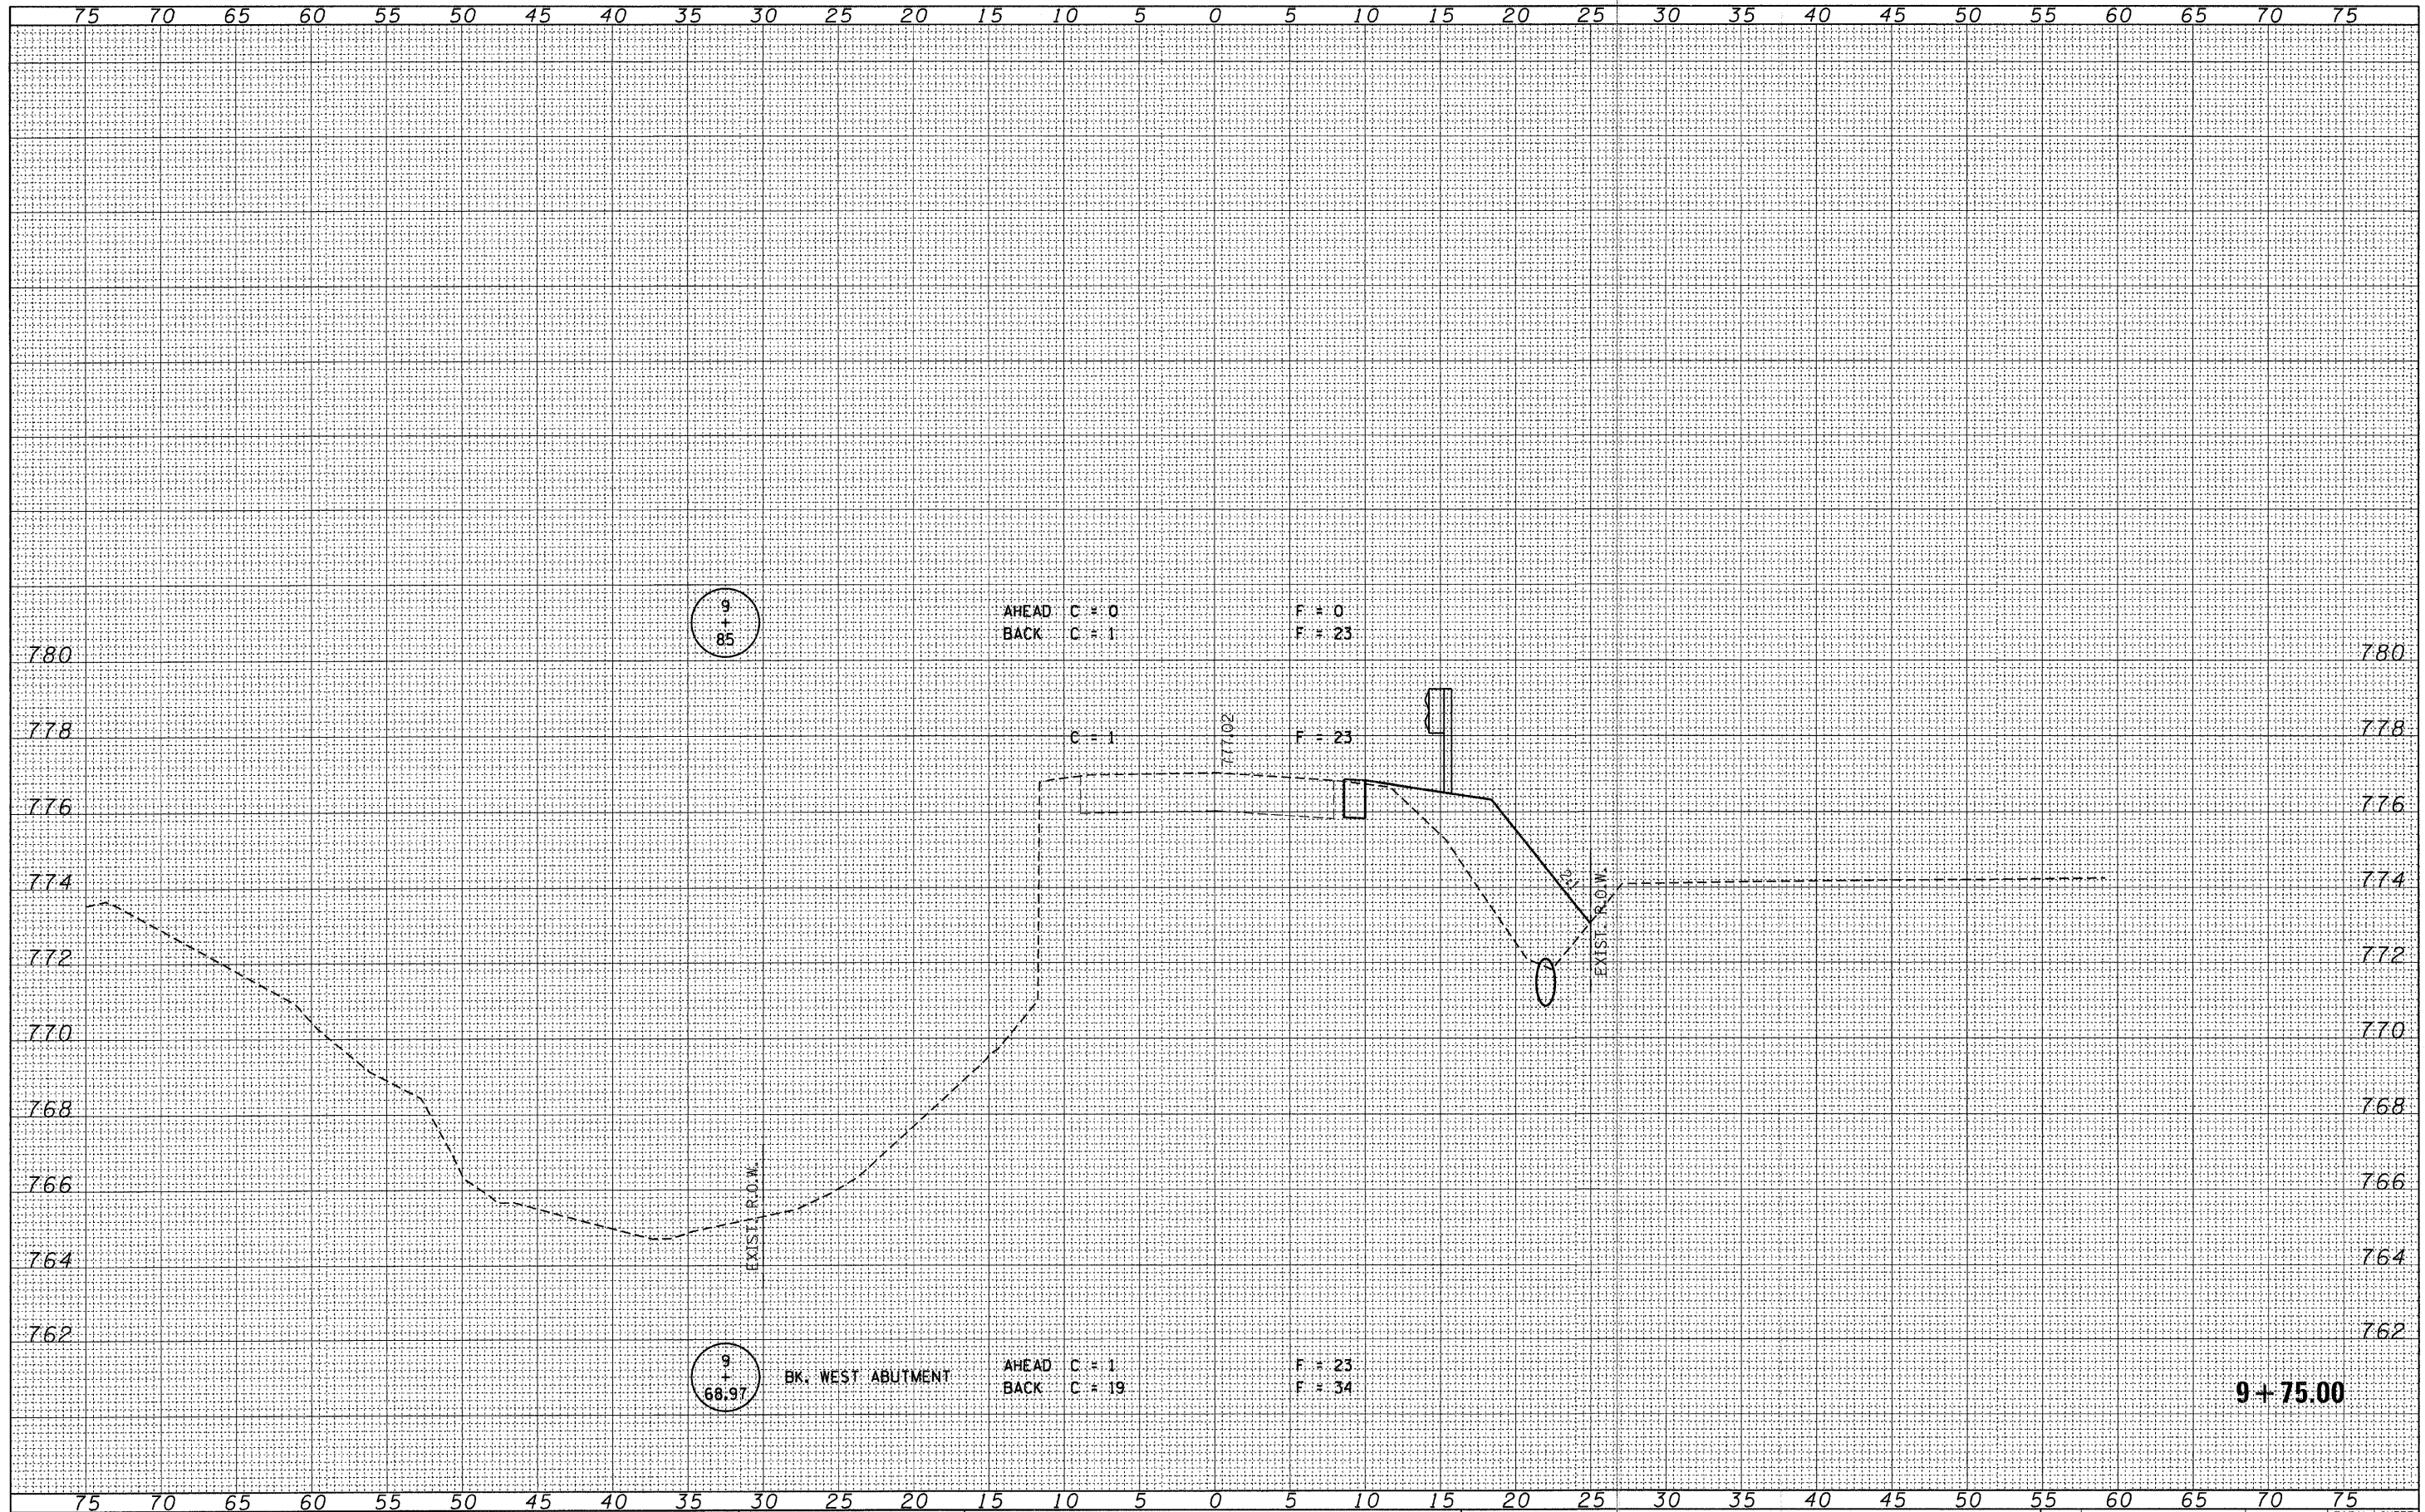 75 70 65 60 55 50 45 40 35 30 25 20 15 10 5 0 5 10 15 20 25 30 35 40 45 50 55 60 65 70 75
9 + 85
AHEAD C = 0 F = 0
BACK C = 1 F = 23
780 780
778 C = 1 777.02 F = 23 778
776 776
774 774
EXIST. R.O.W.
772 772
770 770
768 768
766 766
EXIST. R.O.W.
764 764
762 762
9 + 68.97
BK. WEST ABUTMENT
AHEAD C = 1 F = 23
BACK C = 19 F = 34
9 + 75.00
75 70 65 60 55 50 45 40 35 30 25 20 15 10 5 0 5 10 15 20 25 30 35 40 45 50 55 60 65 70 75